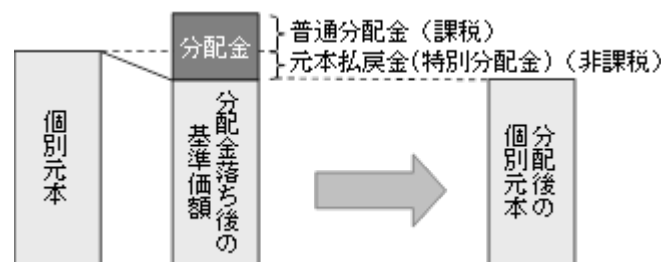 分配金
普通分配金（課税）
元本払戻金(特別分配金)（非課税）
個別元本
分配金落ち後の
基準価額
分配後の
個別元本